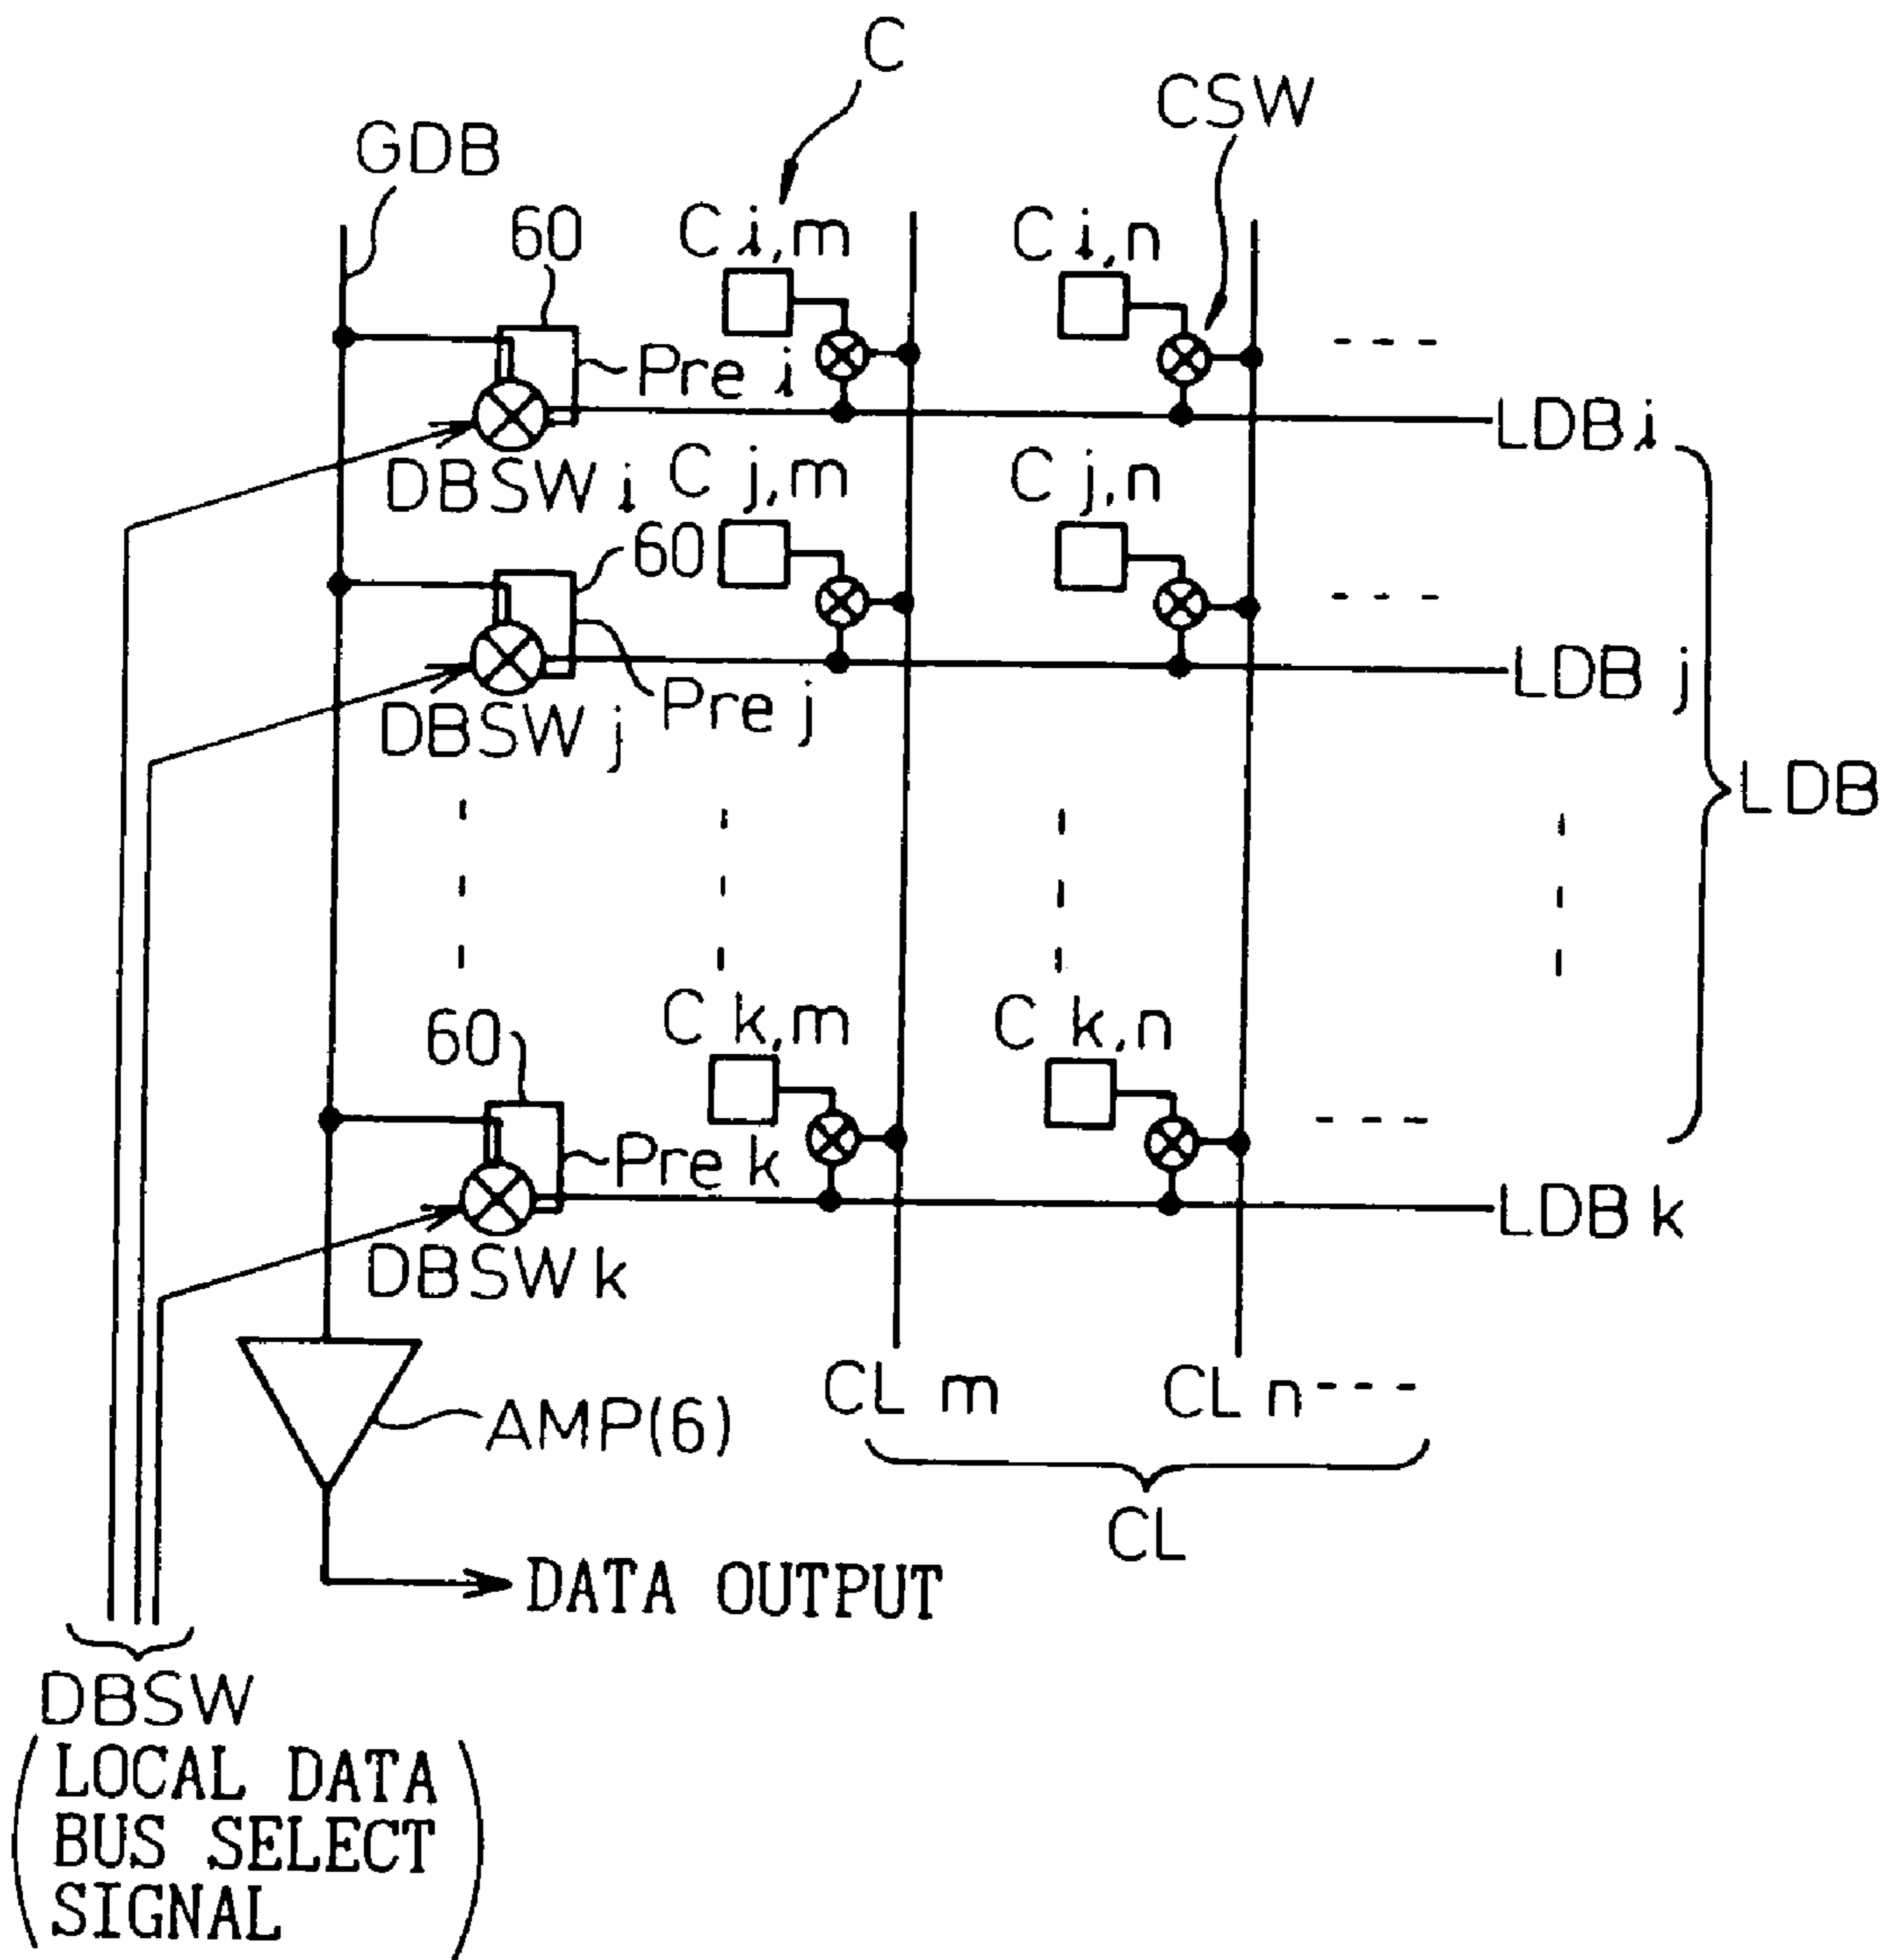 C
CSW
GDB
60
C i,m
C i,n
Pre i
LDB i
DBSW i
C j,m
C j,n
60
LDB j
Pre j
DBSW j
LDB
C k,m
C k,n
60
Pre k
LDB k
DBSW k
CL m
CL n
AMP(6)
CL
DATA OUTPUT
DBSW
LOCAL DATA
BUS SELECT
SIGNAL